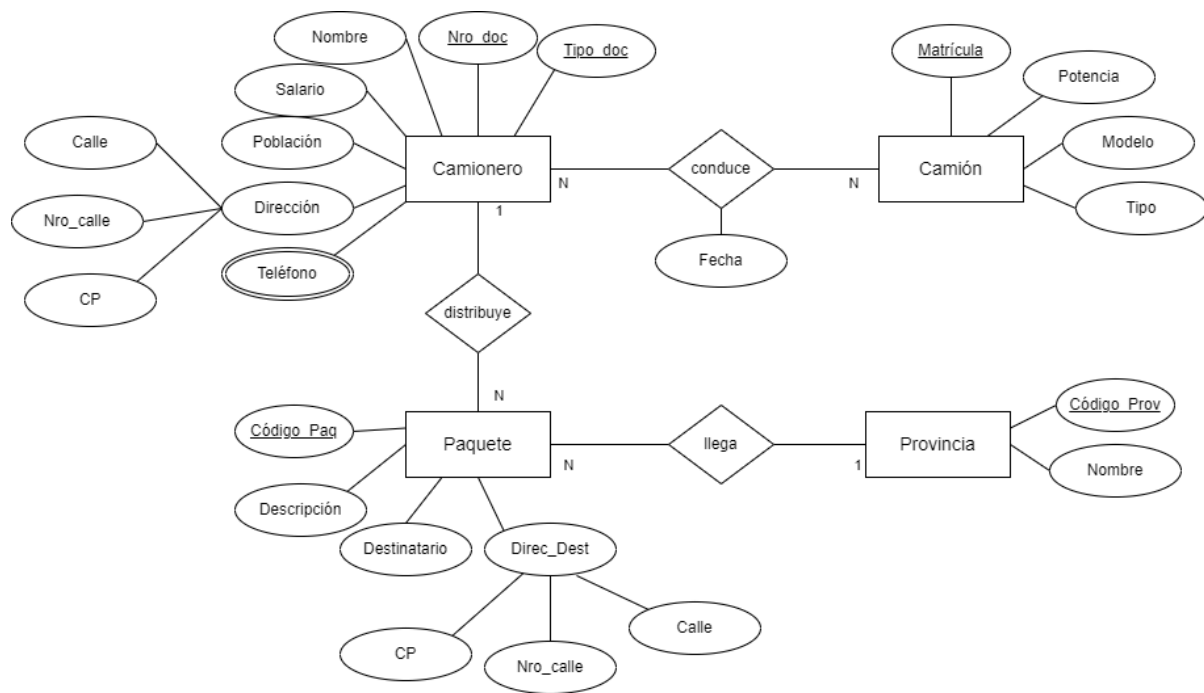 Nombre
Nro_doc
Tipo_doc
Matrícula
Potencia
Salario
Calle
Población
Camionero
N
conduce
N
Camión
Modelo
Nro_calle
Dirección
1
Tipo
CP
Teléfono
Fecha
distribuye
N
Código_Paq
Paquete
N
llega
1
Provincia
Código_Prov
Nombre
Descripción
Destinatario
Direc_Dest
CP
Nro_calle
Calle